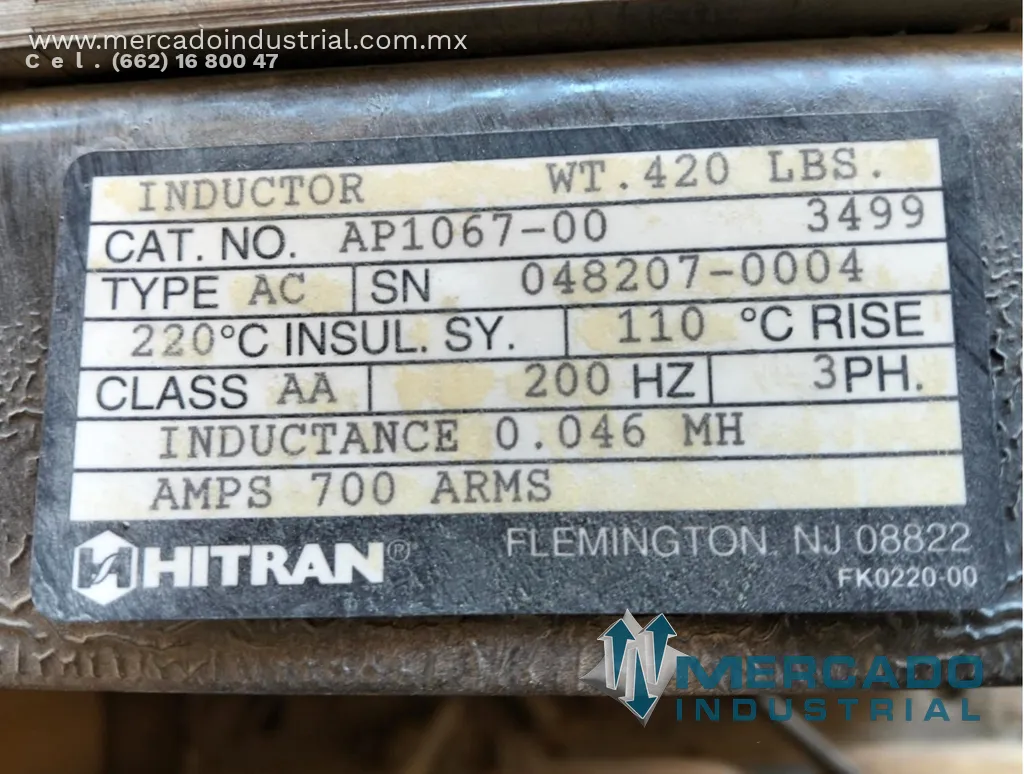 www.mercadoindustrial.com.mx
Cel. (662) 16 800 47
INDUCTOR WT.420 LBS.
CAT. NO. AP1067-00 3499
TYPE AC SN 048207-0004
220°C INSUL. SY. 110 °C RISE
CLASS AA 200 HZ 3PH.
INDUCTANCE 0.046 MH
AMPS 700 ARMS
HITRAN® FLEMINGTON, NJ 08822
FK0220-00
MERCADO
INDUSTRIAL